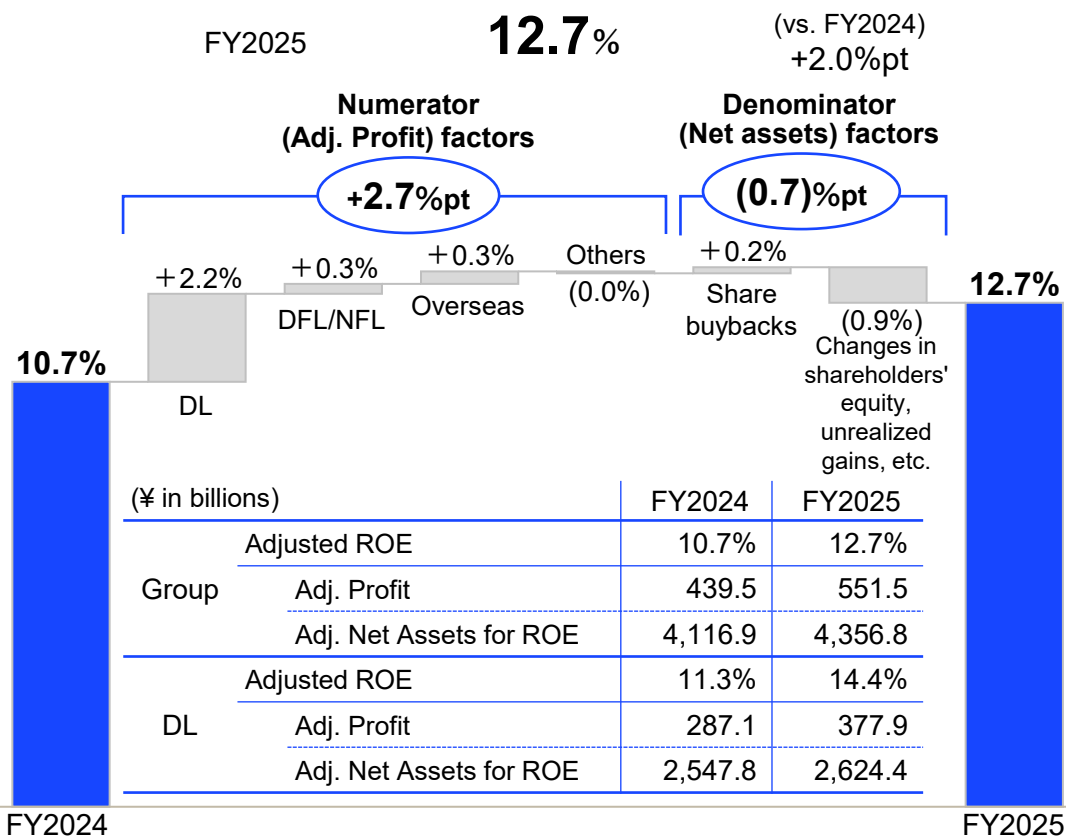 FY2025 12.7% (vs. FY2024)
+2.0%pt
Numerator
(Adj. Profit) factors
Denominator
(Net assets) factors
+2.7%pt
(0.7)%pt
+2.2%
DL
+0.3%
DFL/NFL
+0.3%
Overseas
Others
(0.0%)
+0.2%
Share
buybacks
(0.9%)
Changes in
shareholders'
equity,
unrealized
gains, etc.
10.7%
12.7%
(¥ in billions) FY2024 FY2025
Group
Adjusted ROE 10.7% 12.7%
Adj. Profit 439.5 551.5
Adj. Net Assets for ROE 4,116.9 4,356.8
DL
Adjusted ROE 11.3% 14.4%
Adj. Profit 287.1 377.9
Adj. Net Assets for ROE 2,547.8 2,624.4
FY2024 FY2025